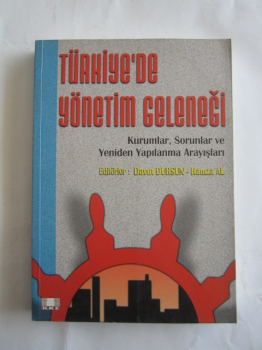 TÜRKİYE'DE
YÖNETİM GELENEĞİ
Kurumlar, Sorunlar ve
Yeniden Yapılanma Arayışları
Editörler : Davut DURSUN - Hamza AL